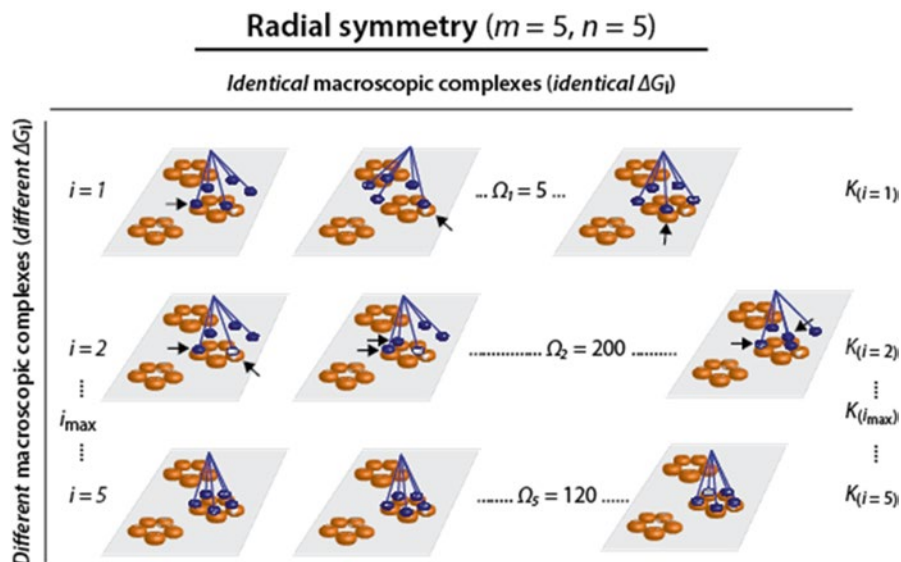 Radial symmetry (m = 5, n = 5)
Identical macroscopic complexes (identical ΔGI)
Different macroscopic complexes (different ΔGI)
i = 1
... Ω1 = 5 ...
K(i = 1)
i = 2
............... Ω2 = 200 ..........
K(i = 2)
imax
K(imax)
i = 5
........ Ω5 = 120 ......
K(i = 5)